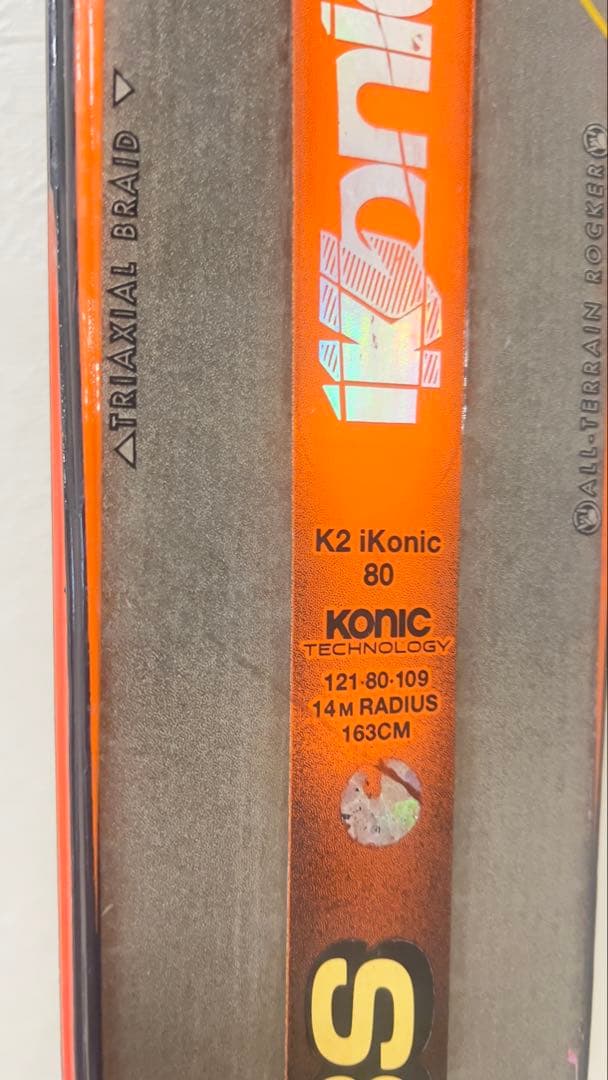 TRIAXIAL BRAID
iKonic
ALL-TERRAIN ROCKER
K2 iKonic
80
KONIC
TECHNOLOGY
121-80-109
14M RADIUS
163CM